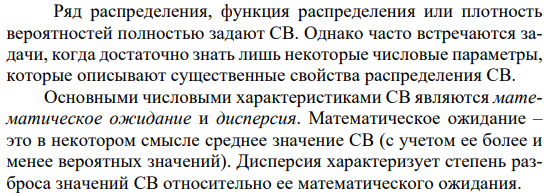 Ряд распределения, функция распределения или плотность
вероятностей полностью задают СВ. Однако часто встречаются за-
дачи, когда достаточно знать лишь некоторые числовые параметры,
которые описывают существенные свойства распределения СВ.
Основными числовыми характеристиками СВ являются мате-
матическое ожидание и дисперсия. Математическое ожидание –
это в некотором смысле среднее значение СВ (с учетом ее более и
менее вероятных значений). Дисперсия характеризует степень раз-
броса значений СВ относительно ее математического ожидания.